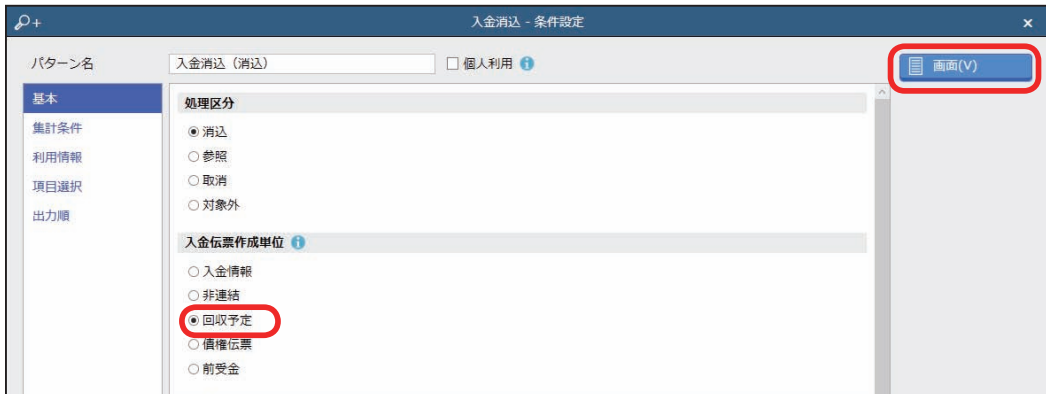 入金消込 - 条件設定
パターン名
入金消込（消込）
個人利用
画面(V)
基本
集計条件
利用情報
項目選択
出力順
処理区分
消込
参照
取消
対象外
入金伝票作成単位
入金情報
非連結
回収予定
債権伝票
前受金